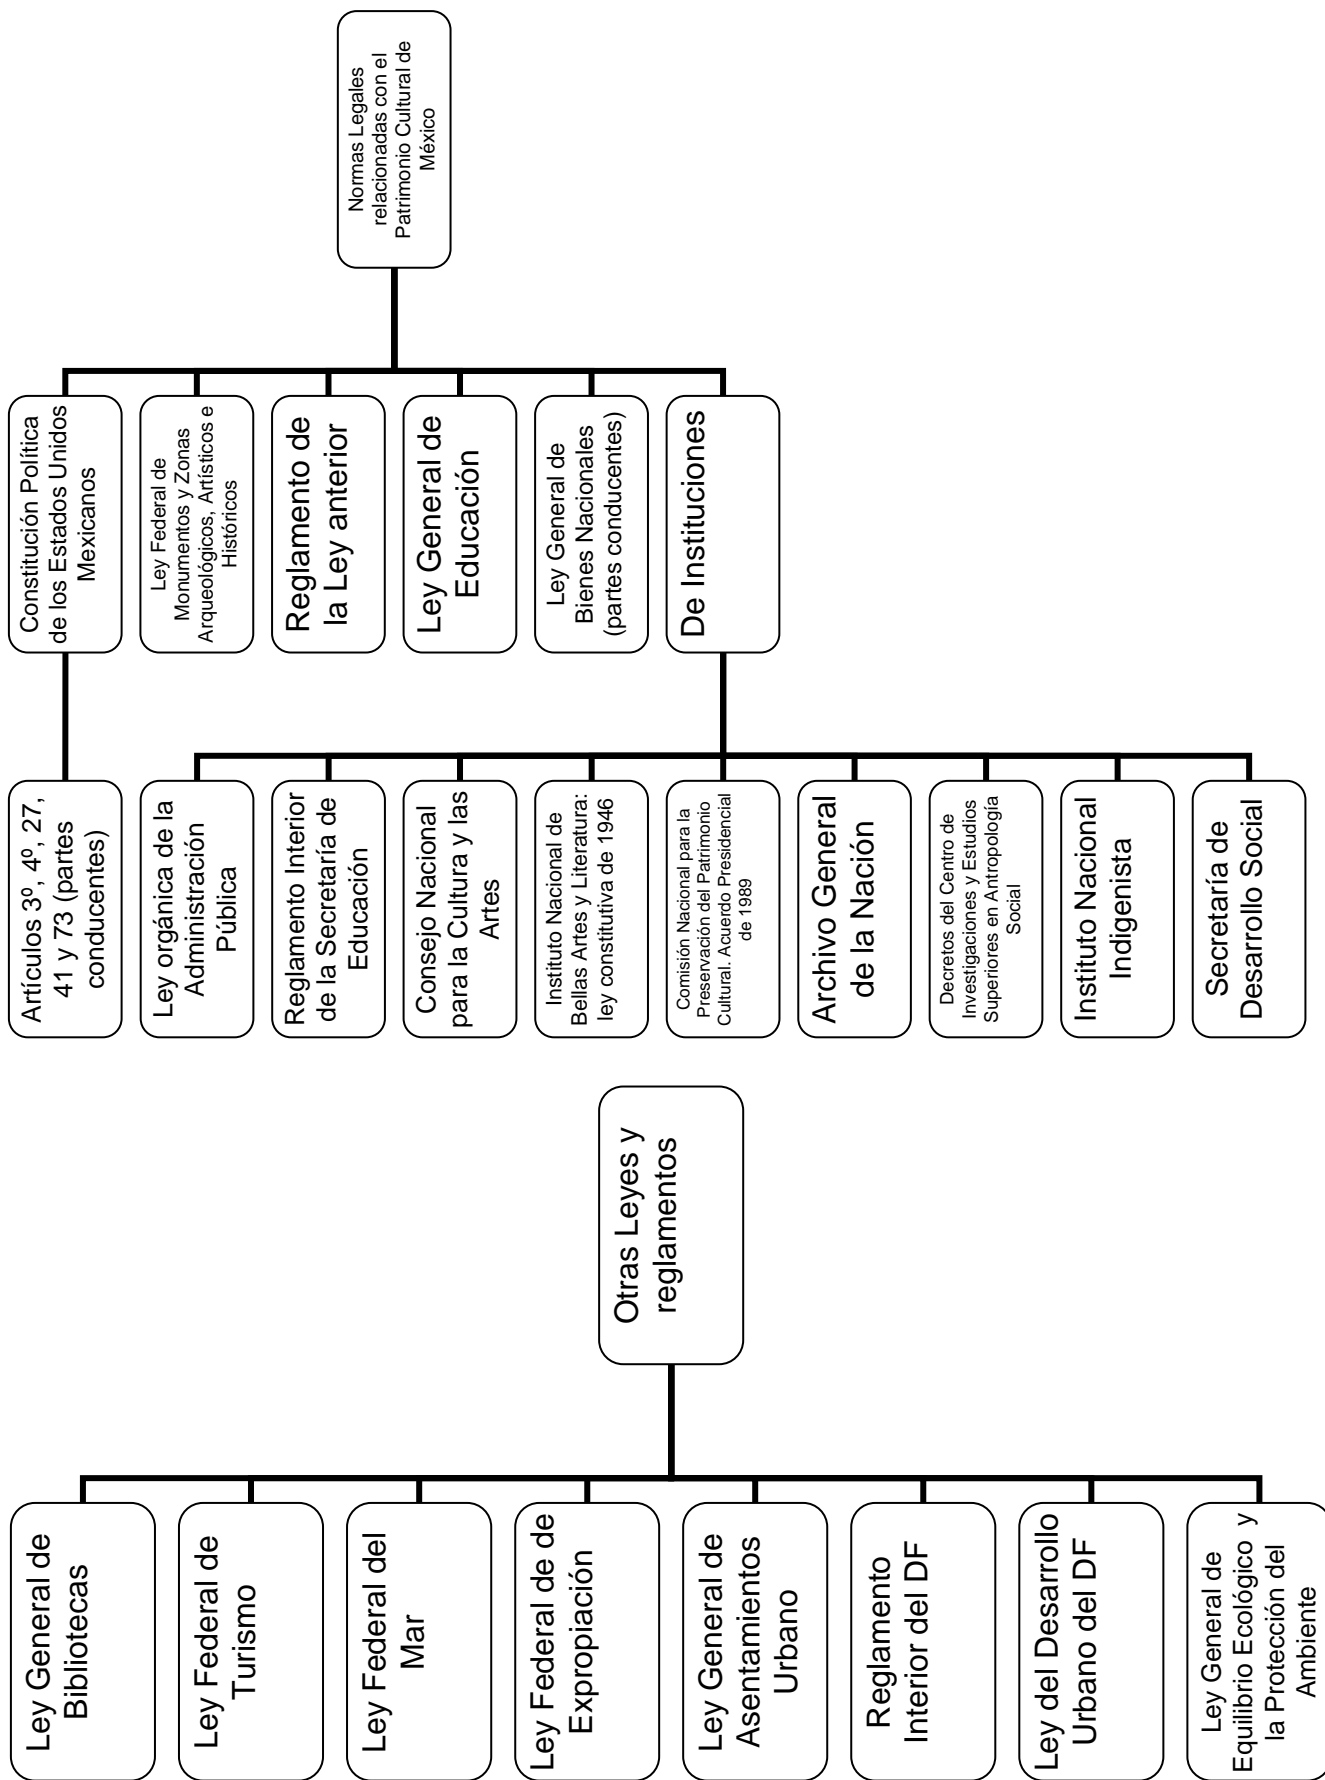 Normas Legales
relacionadas con el
Patrimonio Cultural de
México
Constitución Política
de los Estados Unidos
Mexicanos
Ley Federal de
Monumentos y Zonas
Arqueológicos, Artísticos e
Históricos
Reglamento de
la Ley anterior
Ley General de
Educación
Ley General de
Bienes Nacionales
(partes conducentes)
De Instituciones
Artículos 3º, 4º, 27,
41 y 73 (partes
conducentes)
Ley orgánica de la
Administración
Pública
Reglamento Interior
de la Secretaría de
Educación
Consejo Nacional
para la Cultura y las
Artes
Instituto Nacional de
Bellas Artes y Literatura:
ley constitutiva de 1946
Comisión Nacional para la
Preservación del Patrimonio
Cultural. Acuerdo Presidencial
de 1989
Archivo General
de la Nación
Decretos del Centro de
Investigaciones y Estudios
Superiores en Antropología
Social
Instituto Nacional
Indigenista
Secretaría de
Desarrollo Social
Otras Leyes y
reglamentos
Ley General de
Bibliotecas
Ley Federal de
Turismo
Ley Federal del
Mar
Ley Federal de de
Expropiación
Ley General de
Asentamientos
Urbano
Reglamento
Interior del DF
Ley del Desarrollo
Urbano del DF
Ley General de
Equilibrio Ecológico y
la Protección del
Ambiente